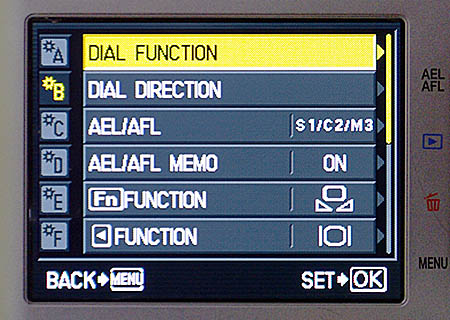 A DIAL FUNCTION
B DIAL DIRECTION
C AEL/AFL S1/C2/M3
D AEL/AFL MEMO ON
E Fn FUNCTION
F FUNCTION
BACK MENU SET OK
AEL
AFL
MENU